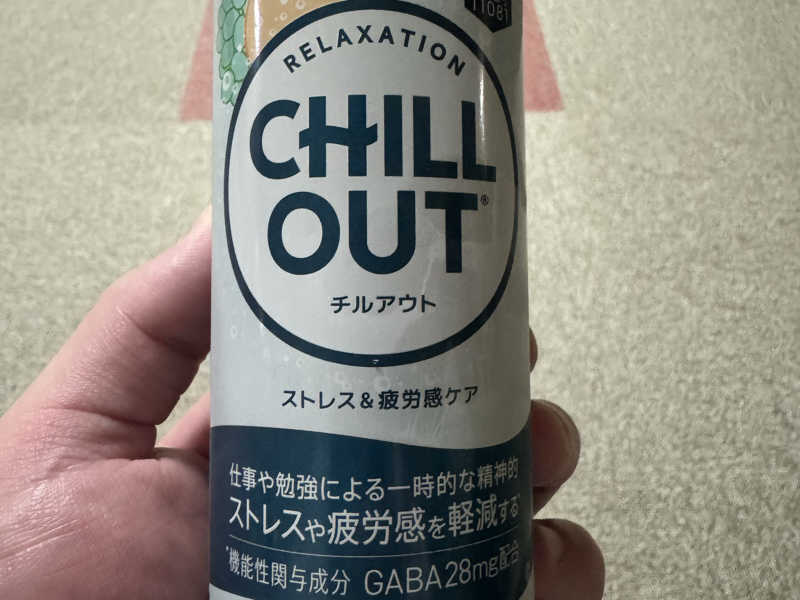 RELAXATION
CHILL
OUT®
チルアウト
ストレス&疲労感ケア
仕事や勉強による一時的な精神的
ストレスや疲労感を軽減する*
*機能性関与成分 GABA28mg配合